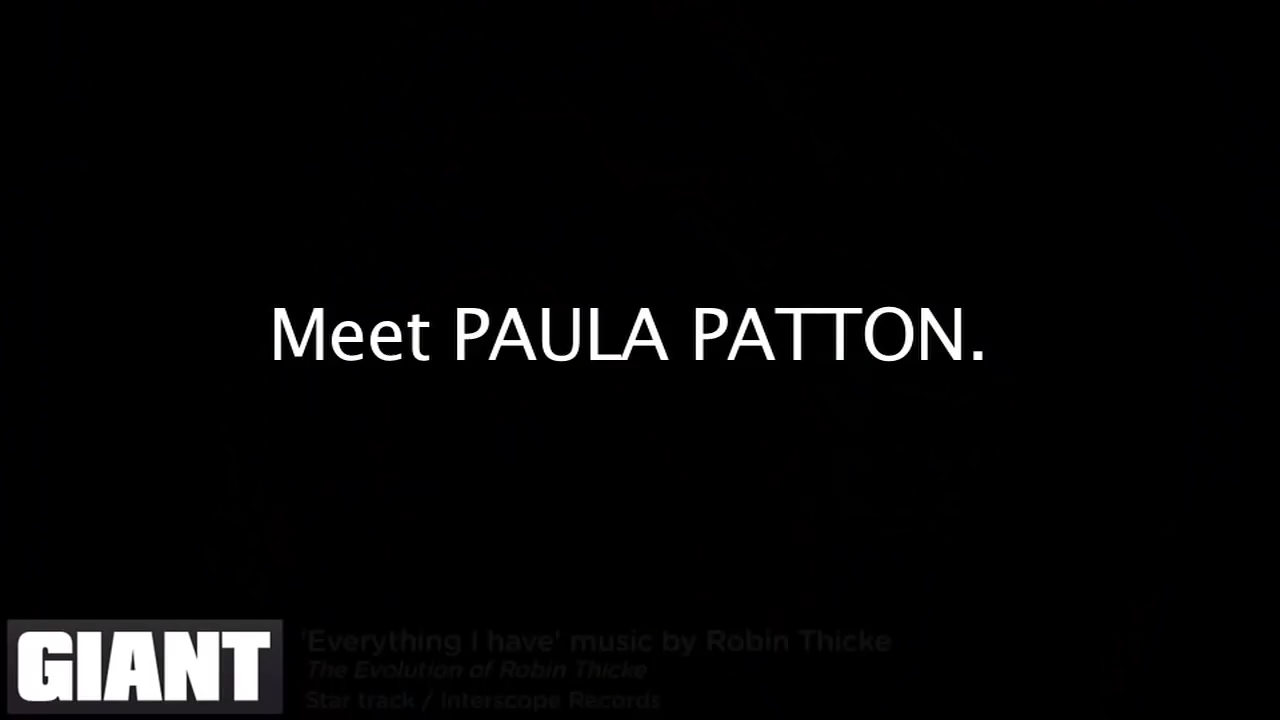 Meet PAULA PATTON.
GIANT
'Everything I have' music by Robin Thicke
The Evolution of Robin Thicke
Star track / Interscope Records